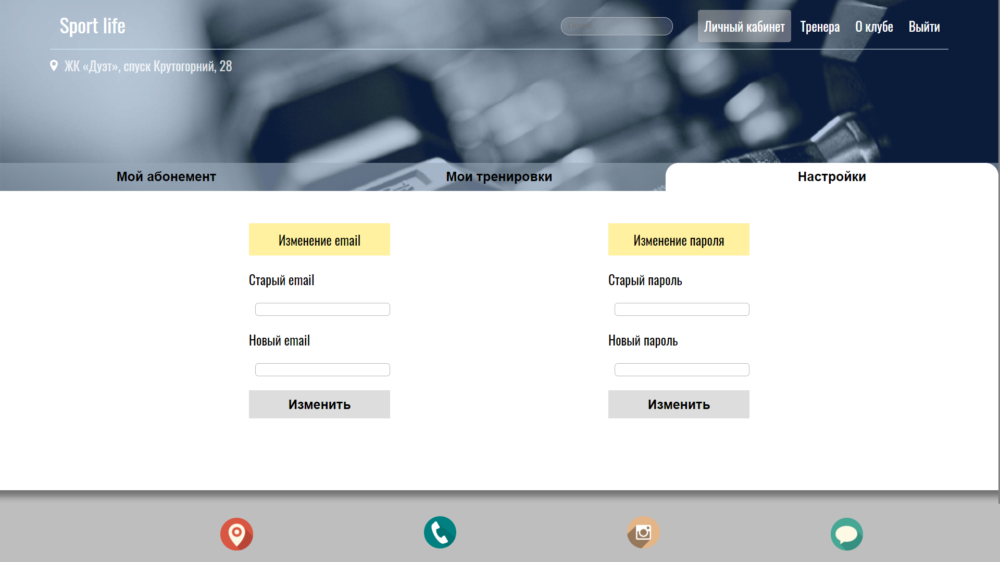 Sport life
Поиск
Личный кабинет
Тренера
О клубе
Выйти
ЖК «Дуэт», спуск Крутогорний, 28
Мой абонемент
Мои тренировки
Настройки
Изменение email
Старый email
Новый email
Изменить
Изменение пароля
Старый пароль
Новый пароль
Изменить